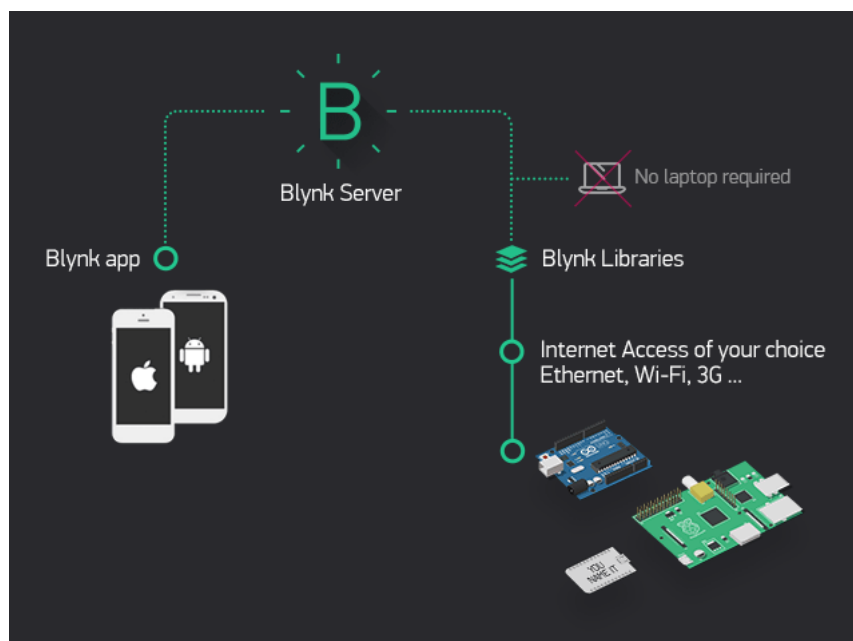 B
Blynk Server
No laptop required
Blynk app
Blynk Libraries
Internet Access of your choice
Ethernet, Wi-Fi, 3G ...
YOU
NAME IT